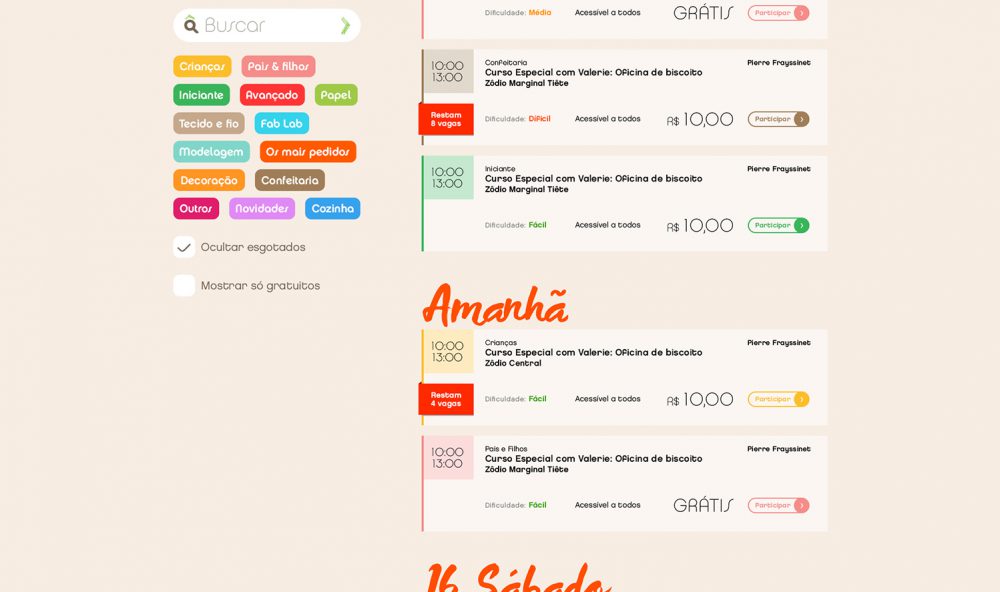 Buscar
Crianças
Pais & filhos
Iniciante
Avançado
Papel
Tecido e fio
Fab Lab
Modelagem
Os mais pedidos
Decoração
Confeitaria
Outros
Novidades
Cozinha
Ocultar esgotados
Mostrar só gratuitos
Dificuldade: Média
Acessível a todos
GRÁTIS
Participar
10:00
13:00
Confeitaria
Curso Especial com Valerie: Oficina de biscoito
Zôdio Marginal Tiête
Pierre Frayssinet
Restam
8 vagas
Dificuldade: Difícil
Acessível a todos
R$ 10,00
Participar
10:00
13:00
Iniciante
Curso Especial com Valerie: Oficina de biscoito
Zôdio Marginal Tiête
Pierre Frayssinet
Dificuldade: Fácil
Acessível a todos
R$ 10,00
Participar
Amanhã
10:00
13:00
Crianças
Curso Especial com Valerie: Oficina de biscoito
Zôdio Central
Pierre Frayssinet
Restam
4 vagas
Dificuldade: Fácil
Acessível a todos
R$ 10,00
Participar
10:00
13:00
Pais e Filhos
Curso Especial com Valerie: Oficina de biscoito
Zôdio Marginal Tiête
Pierre Frayssinet
Dificuldade: Fácil
Acessível a todos
GRÁTIS
Participar
16 Sábado